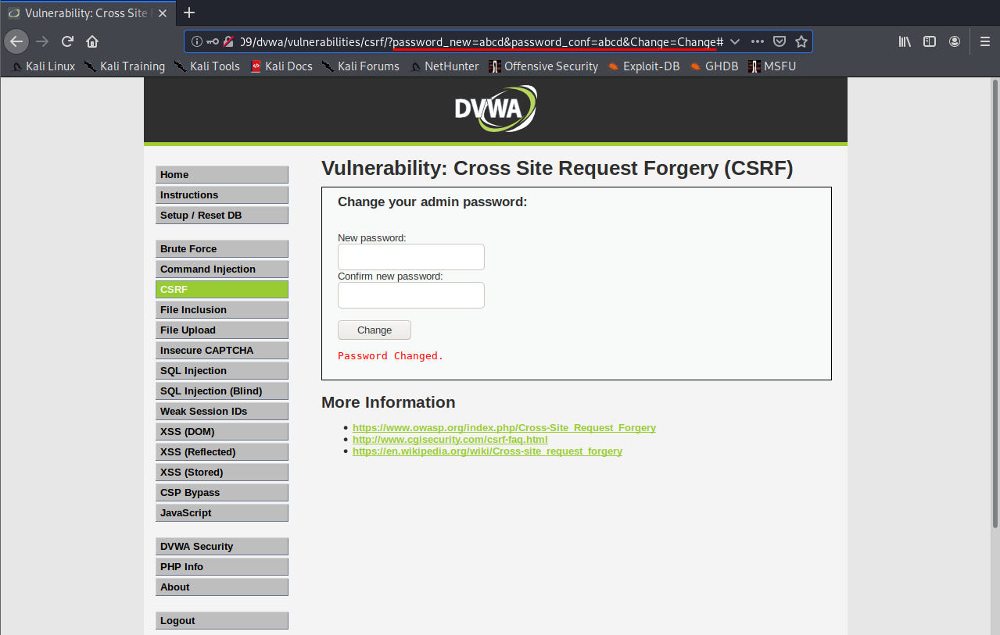 Vulnerability: Cross Site
09/dvwa/vulnerabilities/csrf/?password_new=abcd&password_conf=abcd&Change=Change#
Kali Linux Kali Training Kali Tools Kali Docs Kali Forums NetHunter Offensive Security Exploit-DB GHDB MSFU
DVWA
Home
Instructions
Setup / Reset DB
Brute Force
Command Injection
CSRF
File Inclusion
File Upload
Insecure CAPTCHA
SQL Injection
SQL Injection (Blind)
Weak Session IDs
XSS (DOM)
XSS (Reflected)
XSS (Stored)
CSP Bypass
JavaScript
DVWA Security
PHP Info
About
Logout
Vulnerability: Cross Site Request Forgery (CSRF)
Change your admin password:
New password:
Confirm new password:
Change
Password Changed.
More Information
https://www.owasp.org/index.php/Cross-Site_Request_Forgery
http://www.cgisecurity.com/csrf-faq.html
https://en.wikipedia.org/wiki/Cross-site_request_forgery